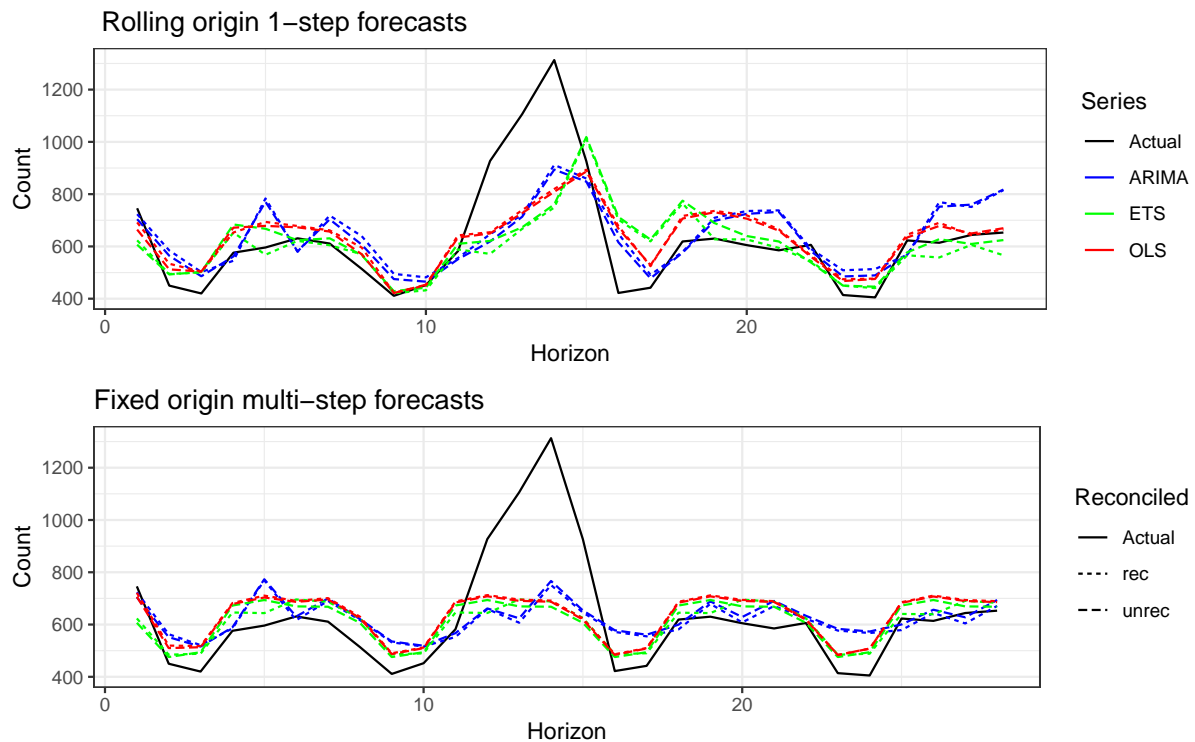 Rolling origin 1−step forecasts
Count
1200
1000
800
600
400
0
10
20
Horizon
Series
Actual
ARIMA
ETS
OLS
Fixed origin multi−step forecasts
Count
1200
1000
800
600
400
0
10
20
Horizon
Reconciled
Actual
rec
unrec